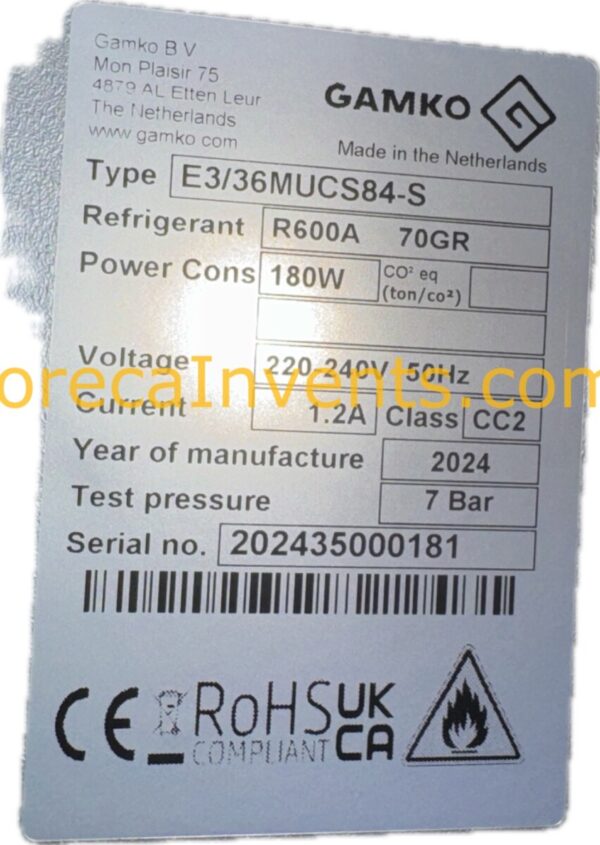 Gamko B V
Mon Plaisir 75
4879 AL Etten Leur
The Netherlands
www gamko com
GAMKO
Made in the Netherlands
Type E3/36MUCS84-S
Refrigerant R600A 70GR
Power Cons 180W CO² eq (ton/co²)
Voltage 220-240V/50Hz
orecaInvents.com
Current 1.2A Class CC2
Year of manufacture 2024
Test pressure 7 Bar
Serial no. 202435000181
CE RoHS COMPLIANT UK CA